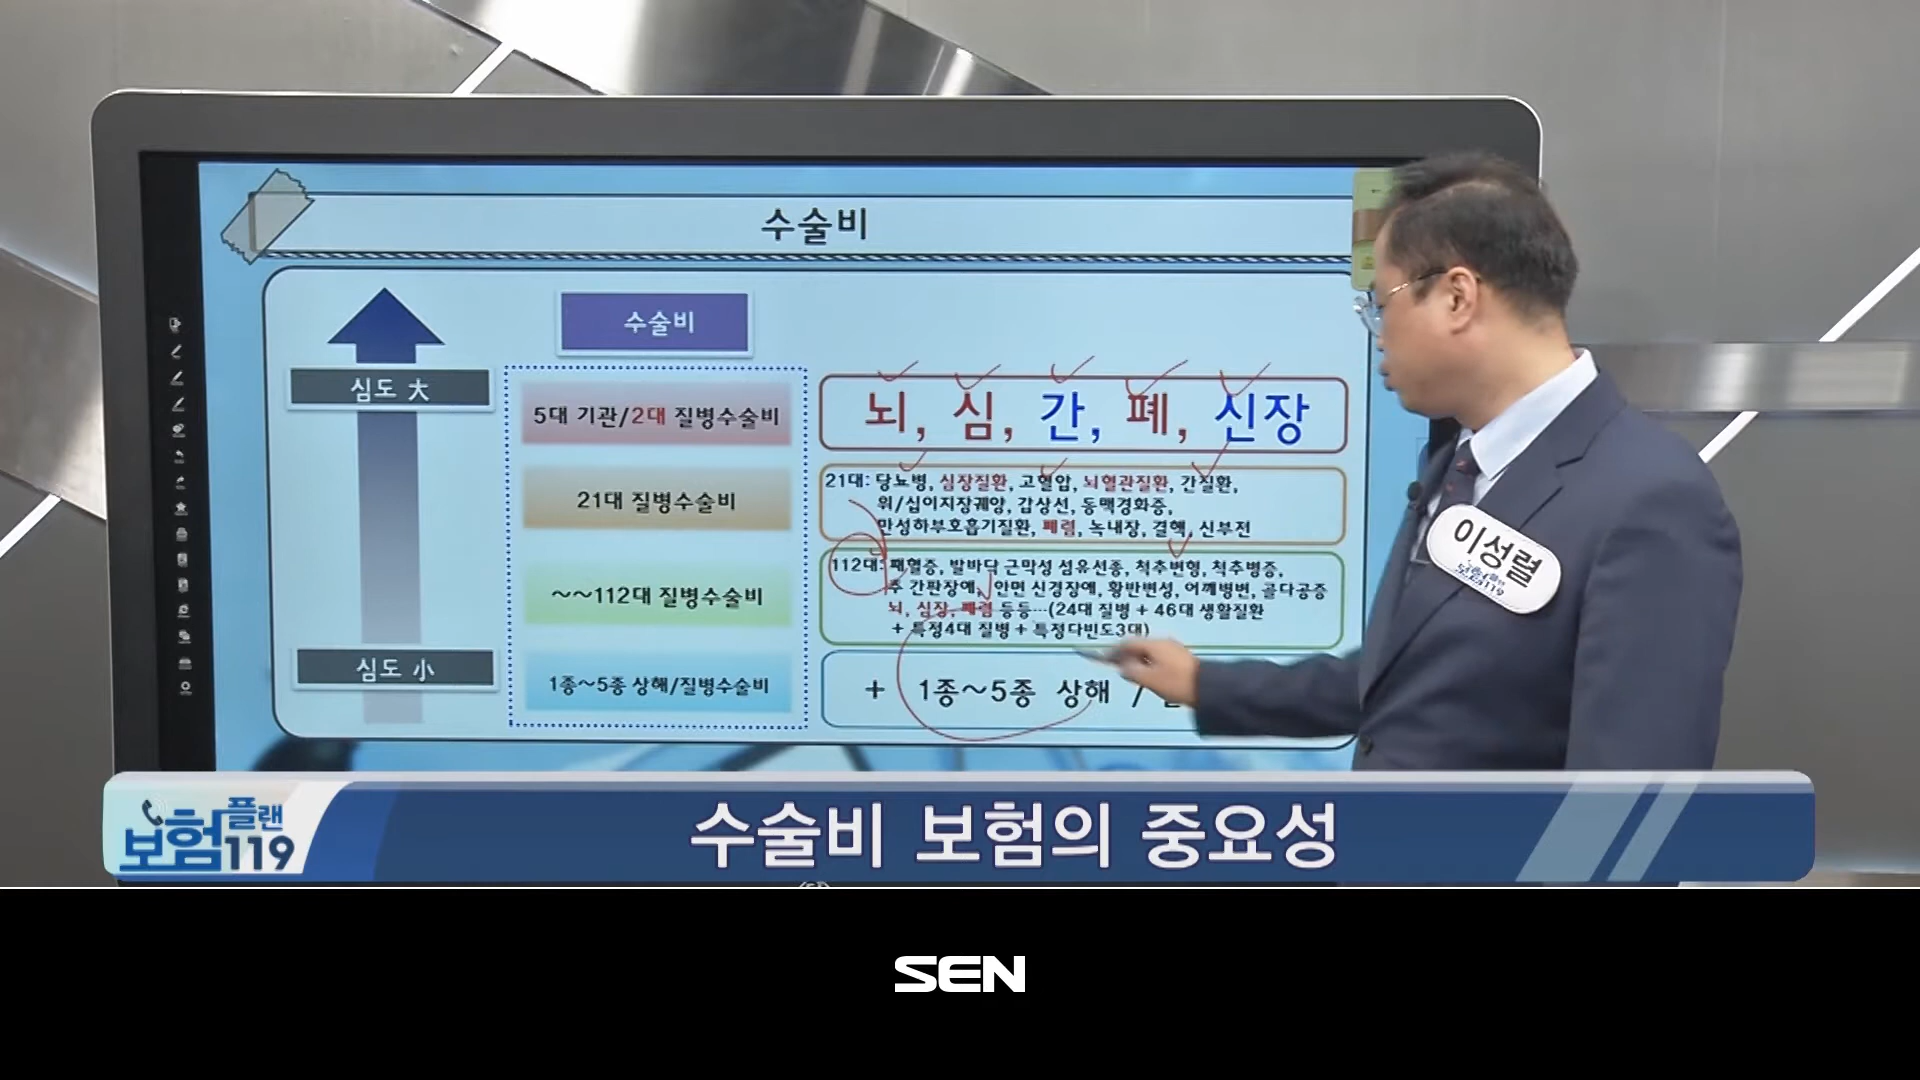 수술비
수술비
심도 大
5대 기관/2대 질병수술비
뇌, 심, 간, 폐, 신장
21대 질병수술비
21대: 당뇨병, 심장질환, 고혈압, 뇌혈관질환, 간질환,
위/십이지장궤양, 갑상선, 동맥경화증,
만성하부호흡기질환, 폐렴, 녹내장, 결핵, 신부전
~~112대 질병수술비
112대: 패혈증, 발바닥 근막성 섬유선종, 척추변형, 척추병증,
추간판장애, 안면 신경장애, 황반변성, 어깨병변, 골다공증
뇌, 심장, 폐렴 등등…(24대 질병 + 46대 생활질환
+ 특정4대 질병 + 특정다빈도3대)
심도 小
1종~5종 상해/질병수술비
+ 1종~5종 상해 /
이성렬
보험플랜119
보험플랜119
수술비 보험의 중요성
SEN